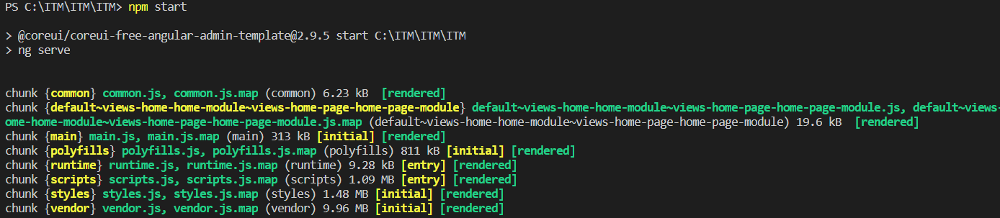 PS C:\ITM\ITM\ITM> npm start
> @coreui/coreui-free-angular-admin-template@2.9.5 start C:\ITM\ITM\ITM
> ng serve
chunk {common} common.js, common.js.map (common) 6.23 kB  [rendered]
chunk {default~views-home-home-module~views-home-page-home-page-module} default~views-home-home-module~views-home-page-home-page-module.js, default~views-
ome-home-module~views-home-page-home-page-module.js.map (default~views-home-home-module~views-home-page-home-page-module) 19.6 kB  [rendered]
chunk {main} main.js, main.js.map (main) 313 kB [initial] [rendered]
chunk {polyfills} polyfills.js, polyfills.js.map (polyfills) 811 kB [initial] [rendered]
chunk {runtime} runtime.js, runtime.js.map (runtime) 9.28 kB [entry] [rendered]
chunk {scripts} scripts.js, scripts.js.map (scripts) 1.09 MB [entry] [rendered]
chunk {styles} styles.js, styles.js.map (styles) 1.48 MB [initial] [rendered]
chunk {vendor} vendor.js, vendor.js.map (vendor) 9.96 MB [initial] [rendered]